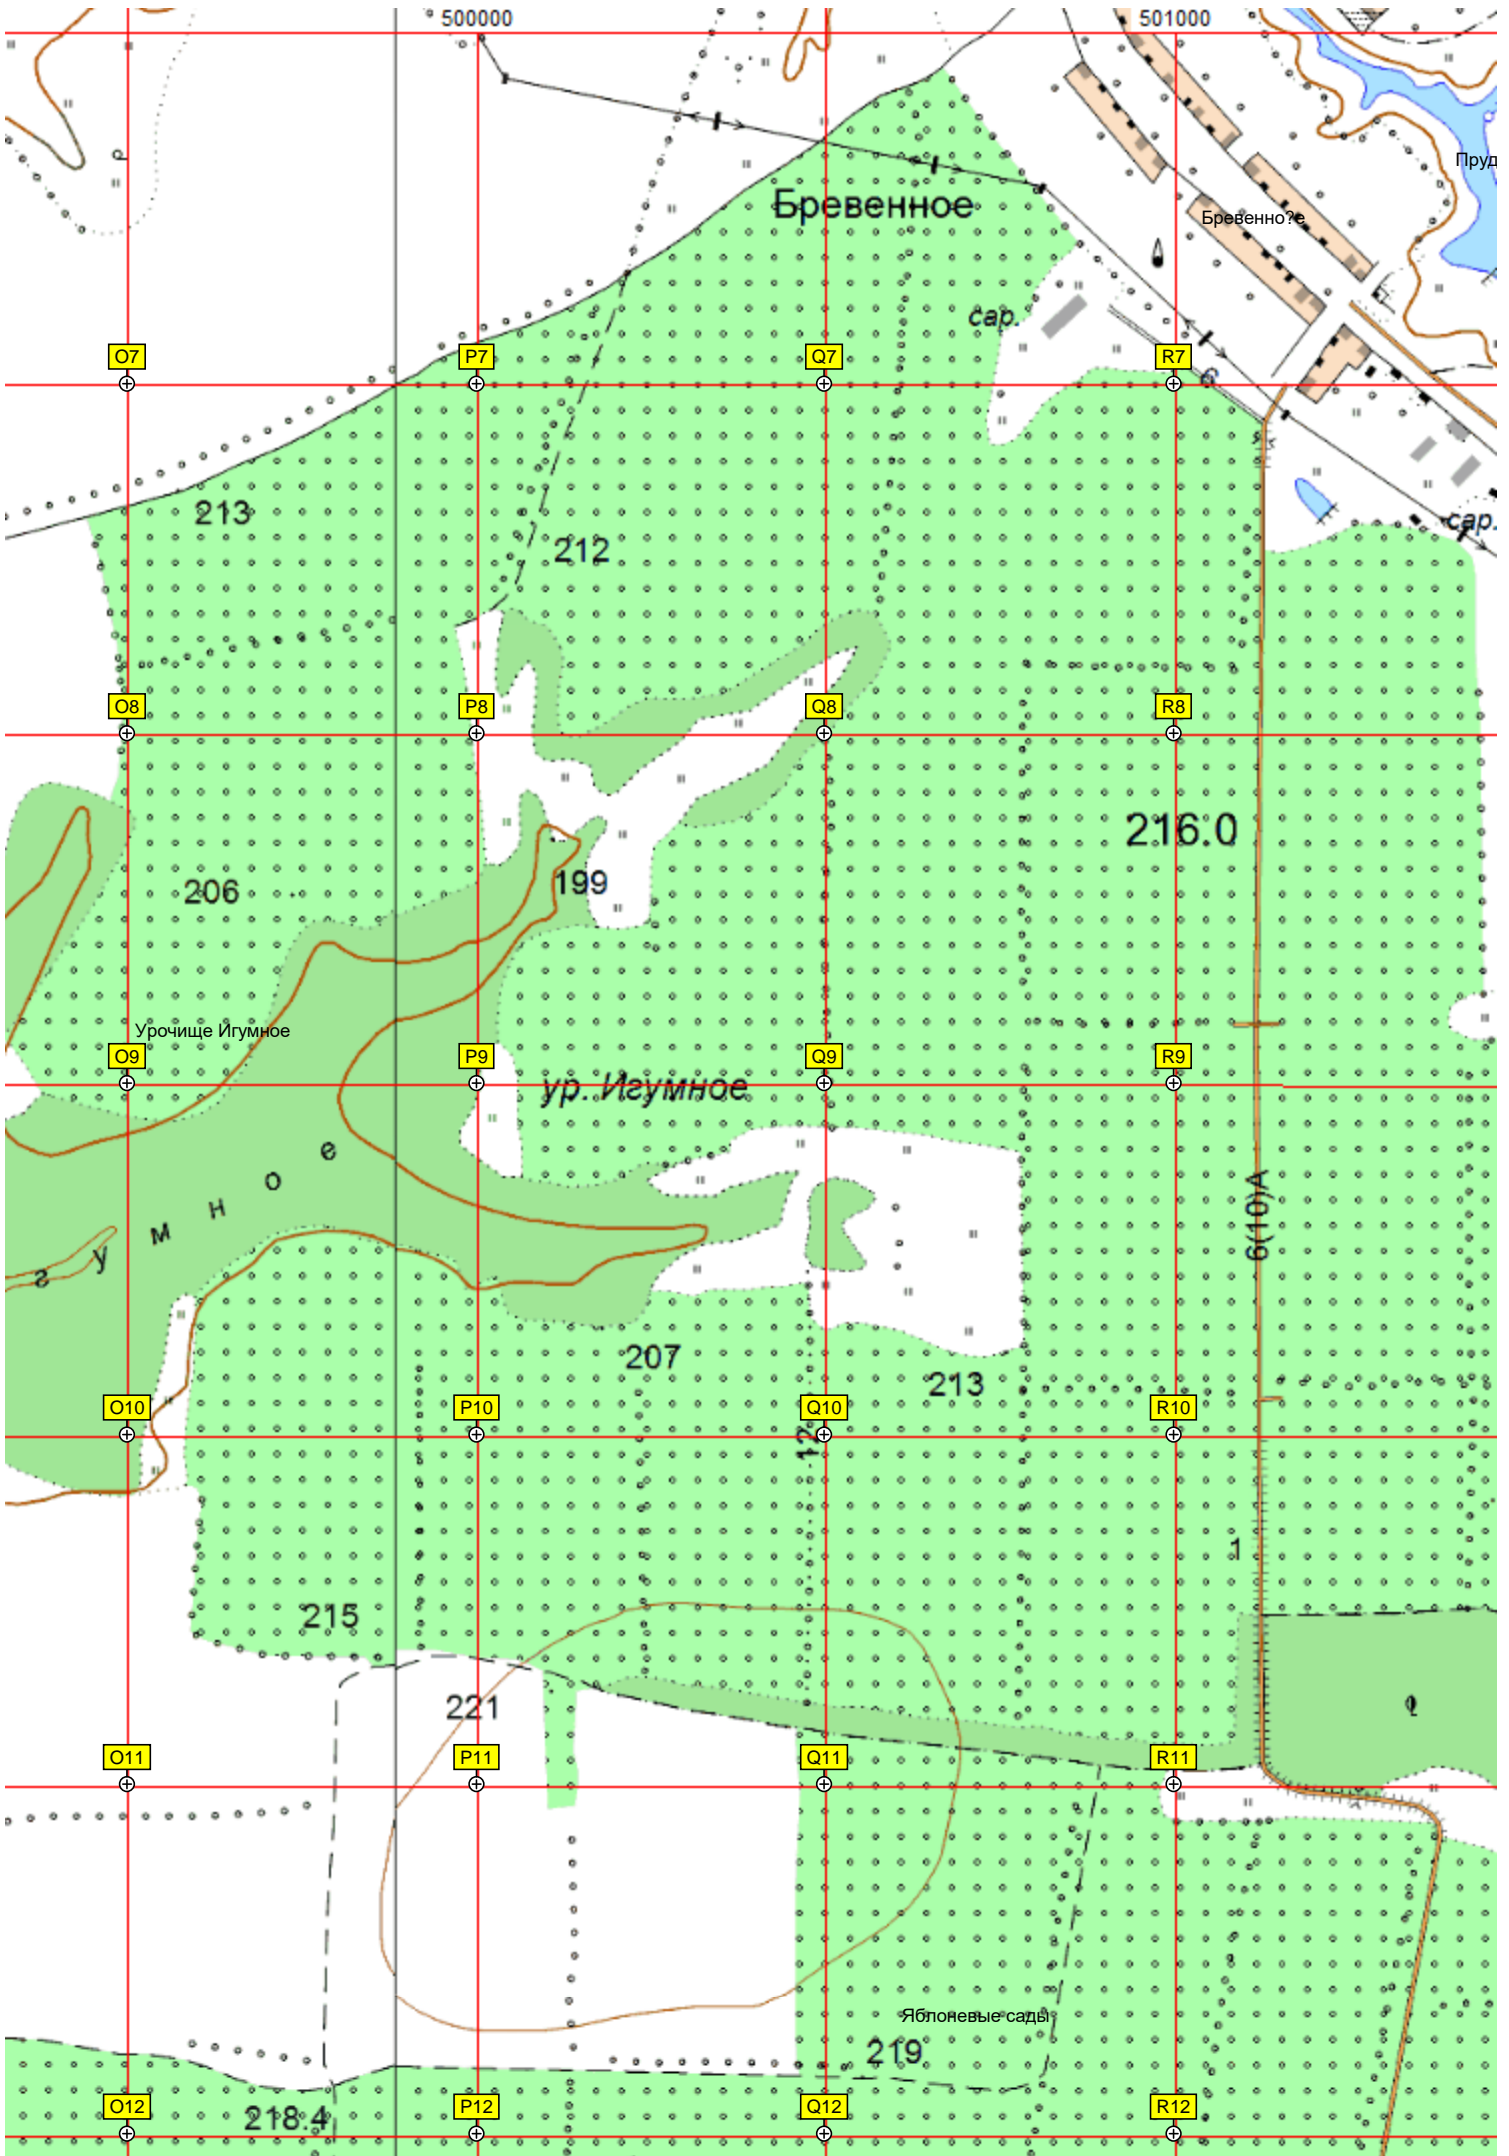 500000
501000
Пруд
Бревенное
Бревенно?е
сар.
O7
P7
Q7
R7
6
213
212
сар.
O8
P8
Q8
R8
216.0
206
199
Урочище Игумное
O9
P9
Q9
R9
ур. Игумное
г у м н о е
6(10)А
207
213
O10
P10
Q10
R10
12
1
215
221
O11
P11
Q11
R11
Яблоневые сады
219
O12
P12
Q12
R12
218.4